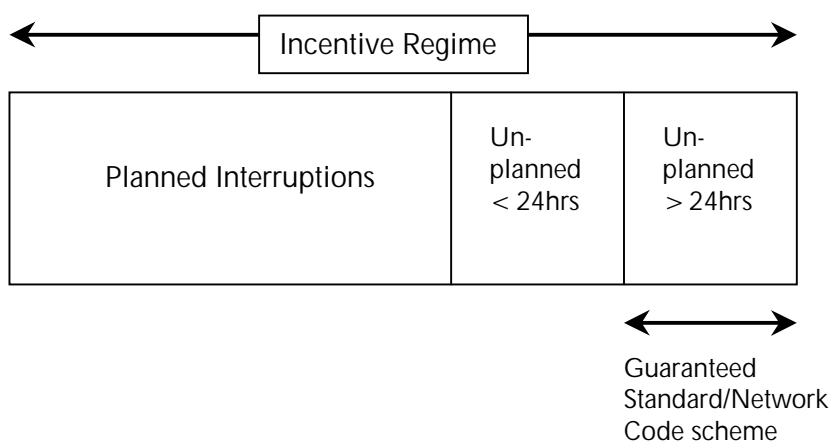 Incentive Regime
Planned Interruptions
Un-
planned
< 24hrs
Un-
planned
> 24hrs
Guaranteed
Standard/Network
Code scheme